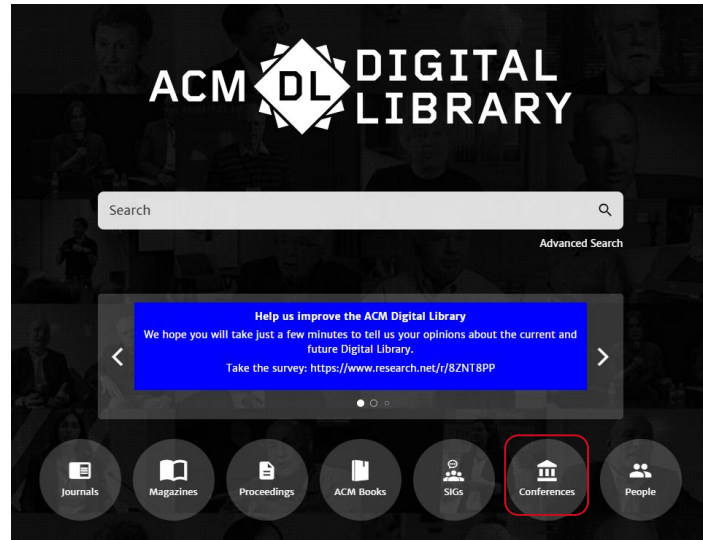 ACM DL DIGITAL
LIBRARY
Search
Advanced Search
Help us improve the ACM Digital Library
We hope you will take just a few minutes to tell us your opinions about the current and
future Digital Library.
Take the survey: https://www.research.net/r/8ZNT8PP
Journals Magazines Proceedings ACM Books SIGs Conferences People